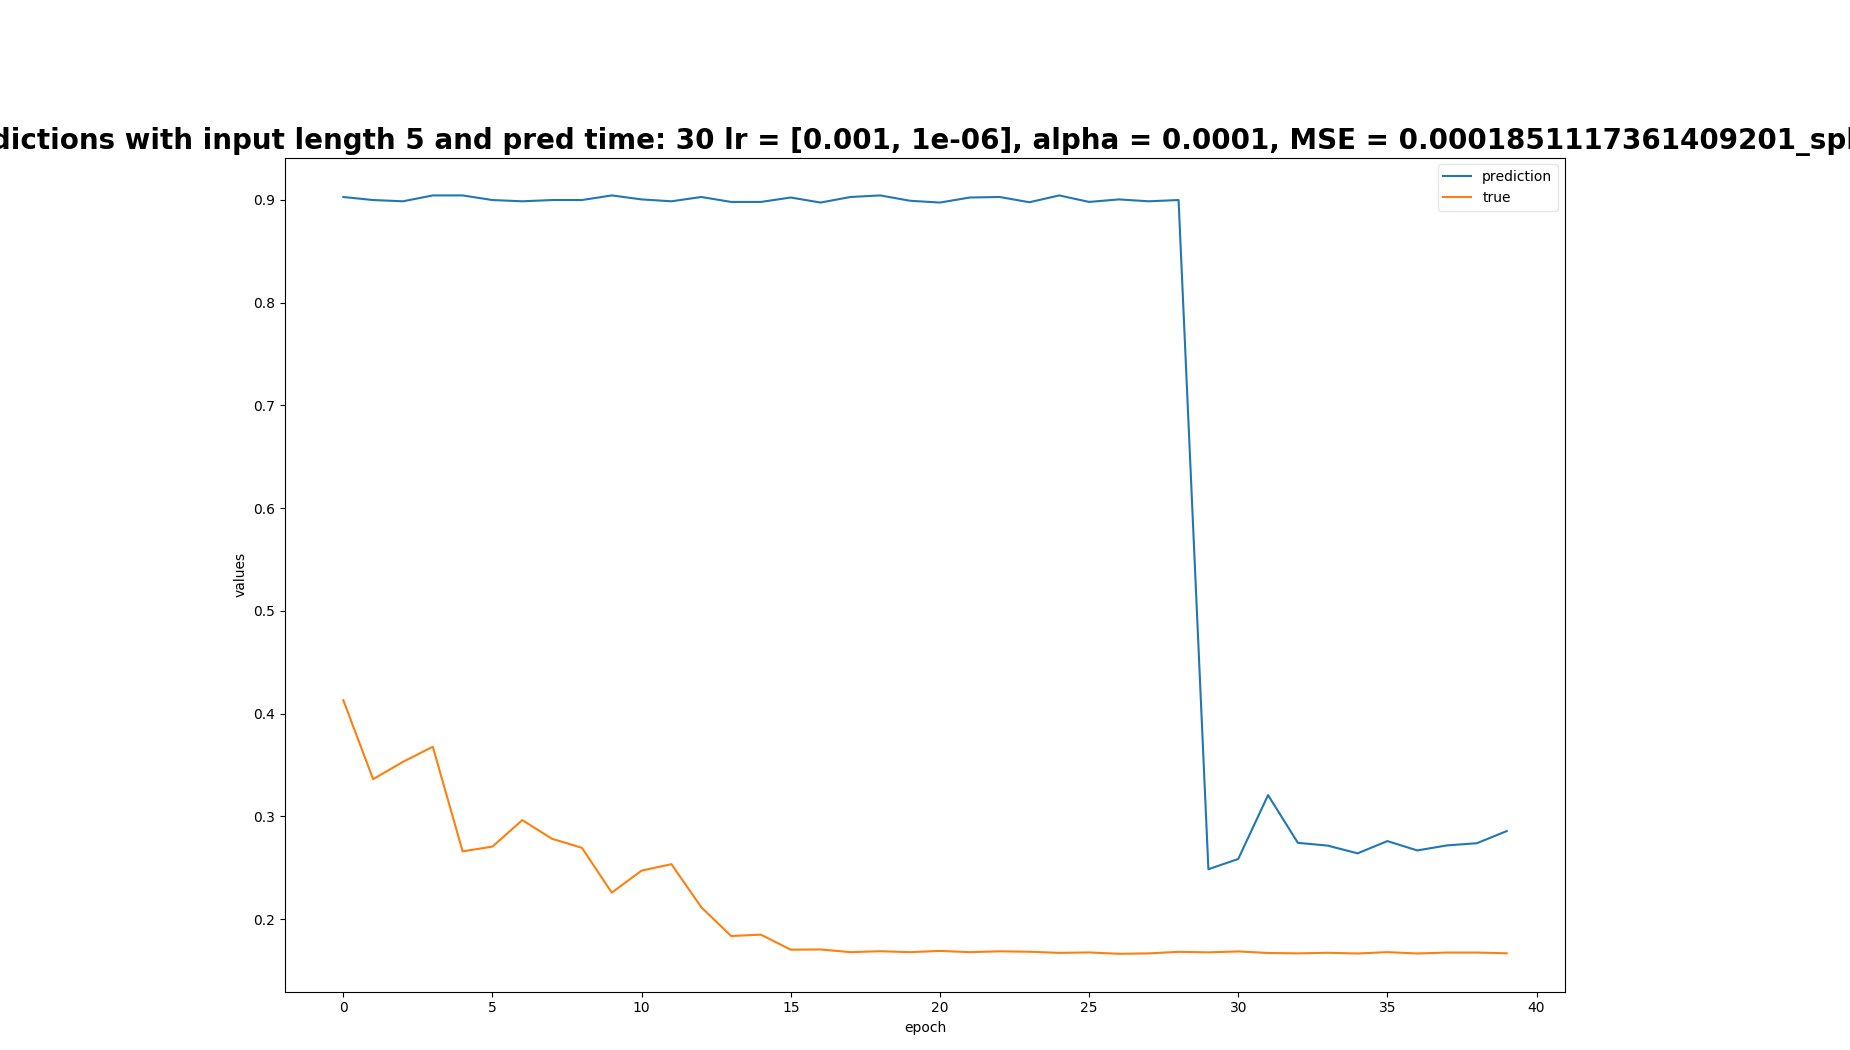 dictions with input length 5 and pred time: 30 lr = [0.001, 1e-06], alpha = 0.0001, MSE = 0.0001851117361409201_spl
prediction
true
0.9
0.8
0.7
0.6
0.5
0.4
0.3
0.2
values
0 5 10 15 20 25 30 35 40
epoch